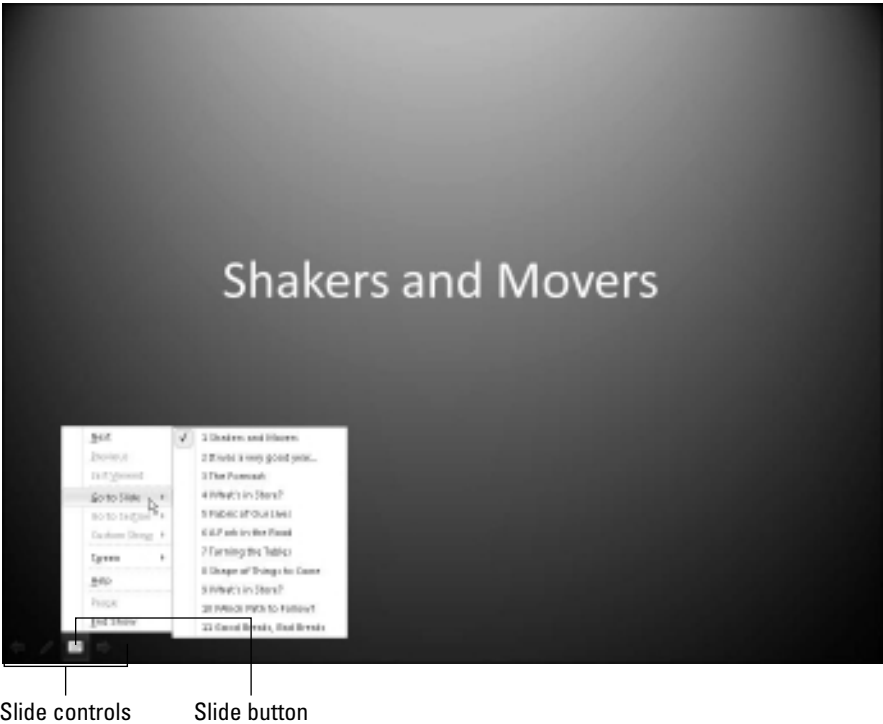 Shakers and Movers
Next
Previous
Last Viewed
Go to Slide
Go to Section
Custom Show
Screen
Help
Pause
End Show
1 Shakers and Movers
2 It was a very good year...
3 The Forecast
4 What's in Store?
5 Fabric of Our Lives
6 A Fork in the Road
7 Turning the Tables
8 Shape of Things to Come
9 What's in Store?
10 Which Path to Follow?
11 Good Breads, Bad Breads
Slide controls
Slide button